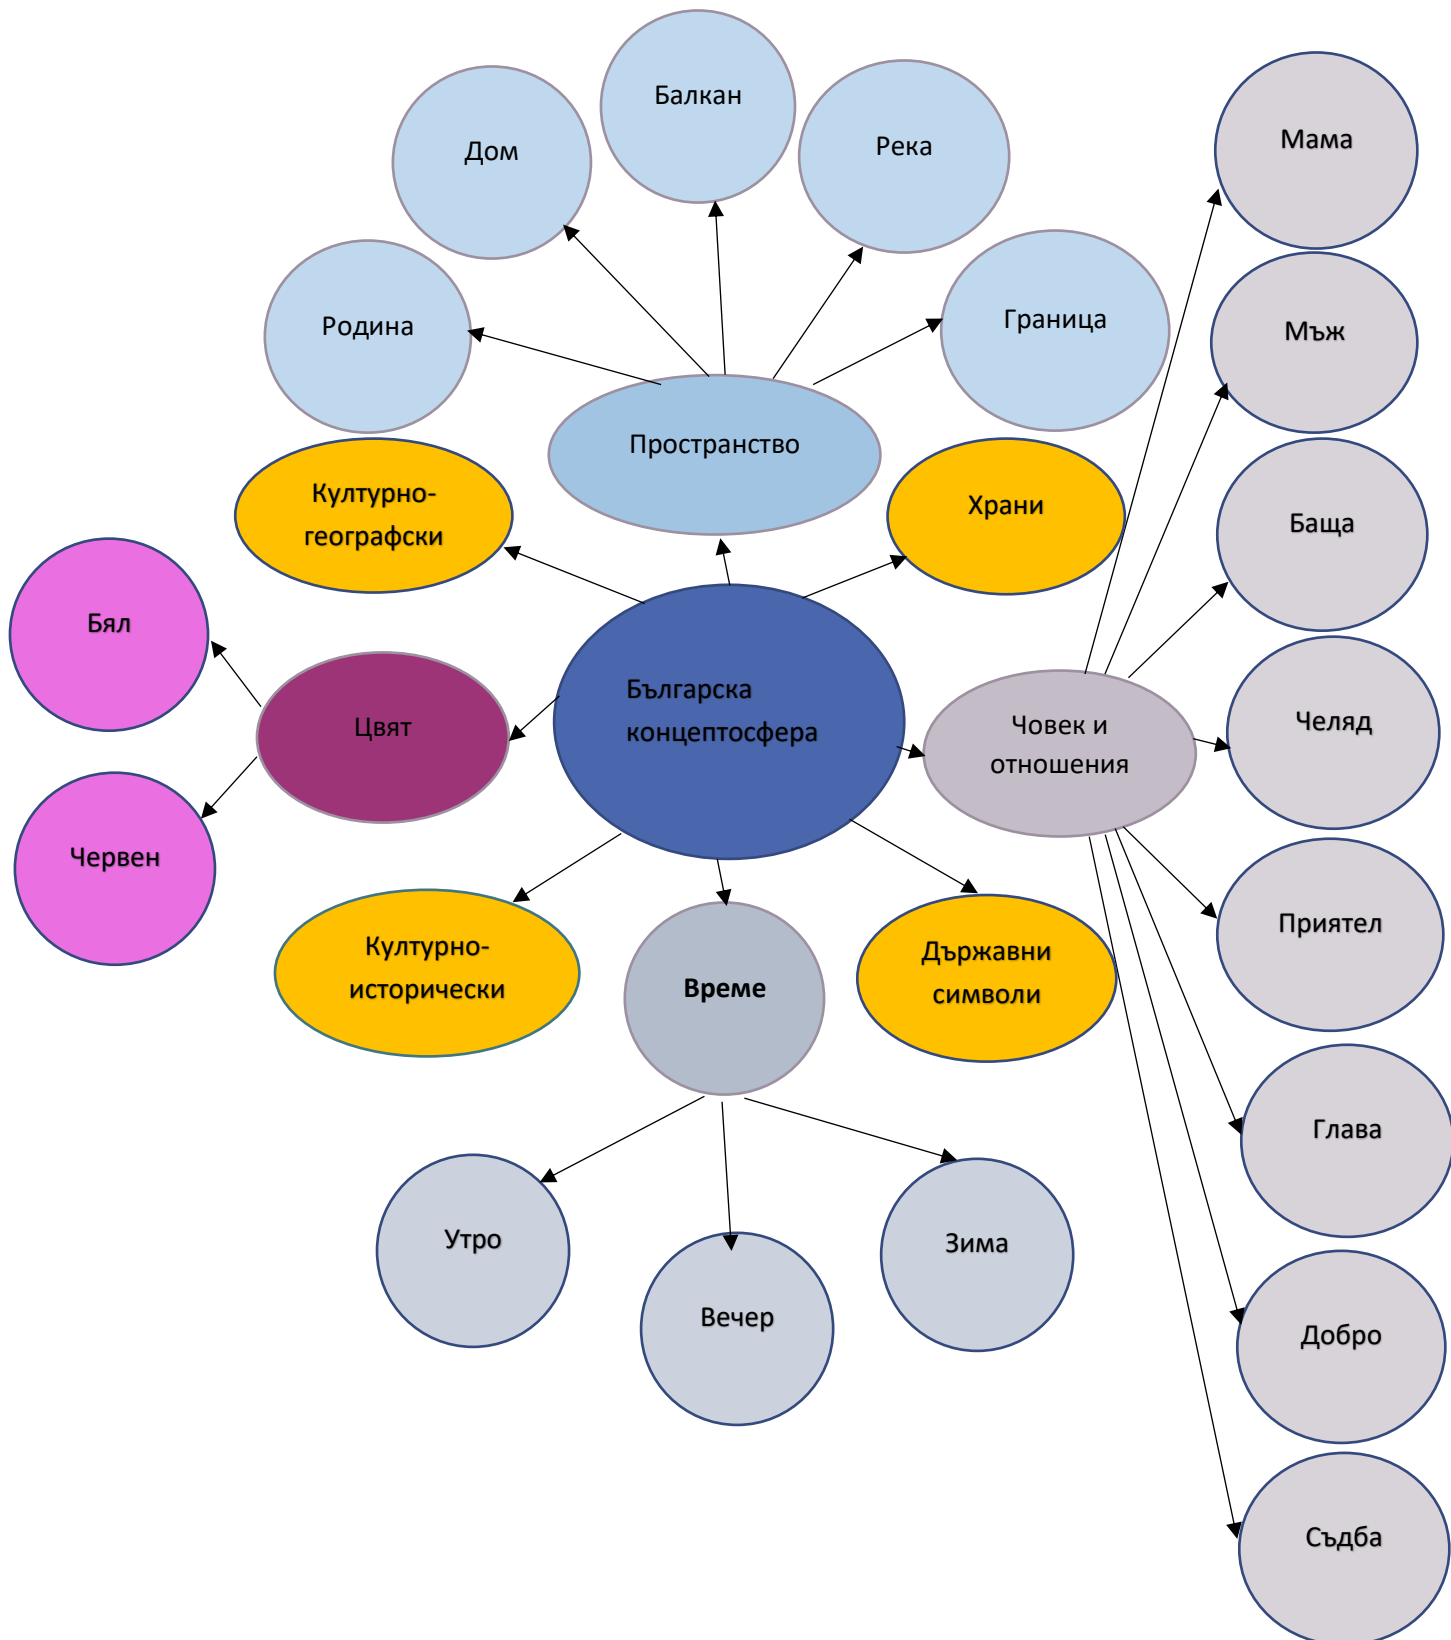 Балкан
Мама
Река
Дом
Родина
Граница
Мъж
Пространство
Културно-
географски
Храни
Баща
Бял
Българска
концептосфера
Цвят
Човек и
отношения
Челяд
Червен
Културно-
исторически
Време
Държавни
символи
Приятел
Глава
Утро
Вечер
Зима
Добро
Съдба